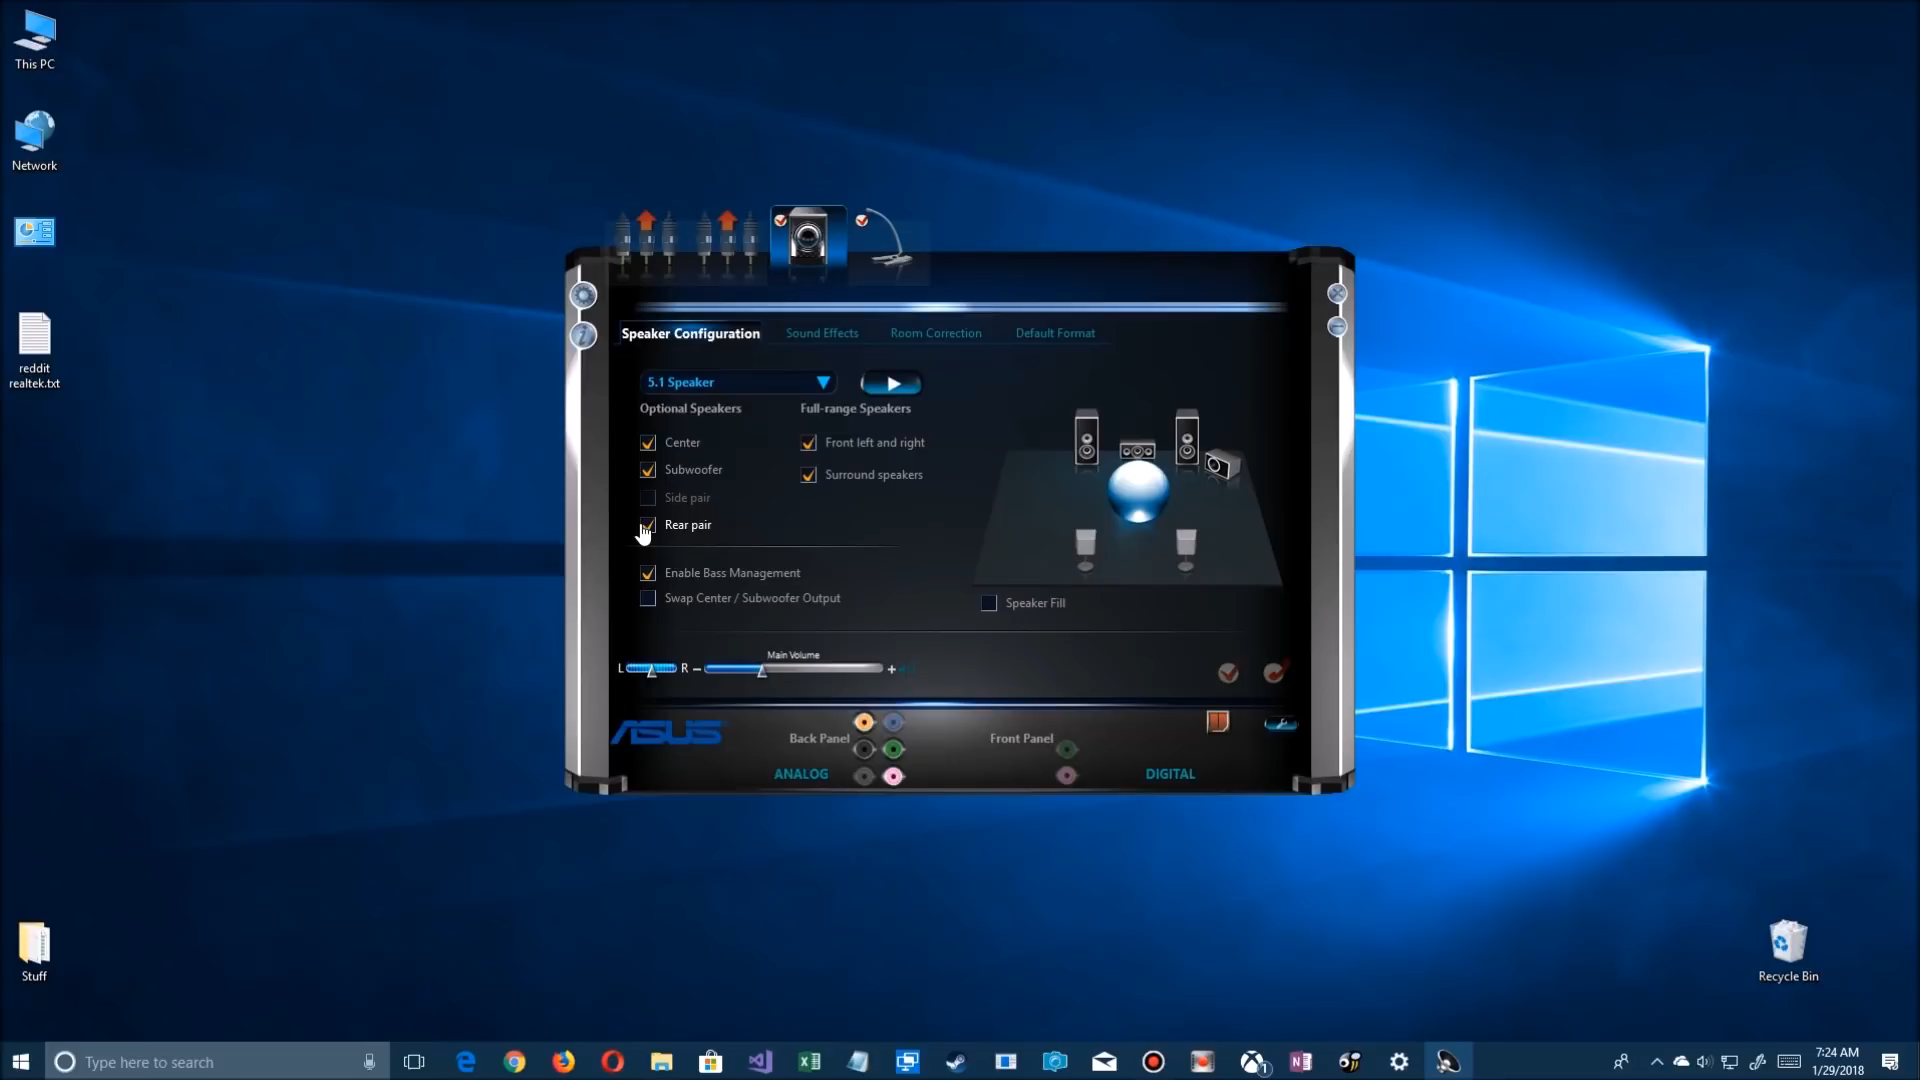 This PC
Network
reddit
realtek.txt
Stuff
Recycle Bin
Speaker Configuration
Sound Effects
Room Correction
Default Format
5.1 Speaker
Optional Speakers
Full-range Speakers
Center
Front left and right
Subwoofer
Surround speakers
Side pair
Rear pair
Enable Bass Management
Swap Center / Subwoofer Output
Speaker Fill
Main Volume
L
R
ASUS
Back Panel
Front Panel
ANALOG
DIGITAL
Type here to search
7:24 AM
1/29/2018